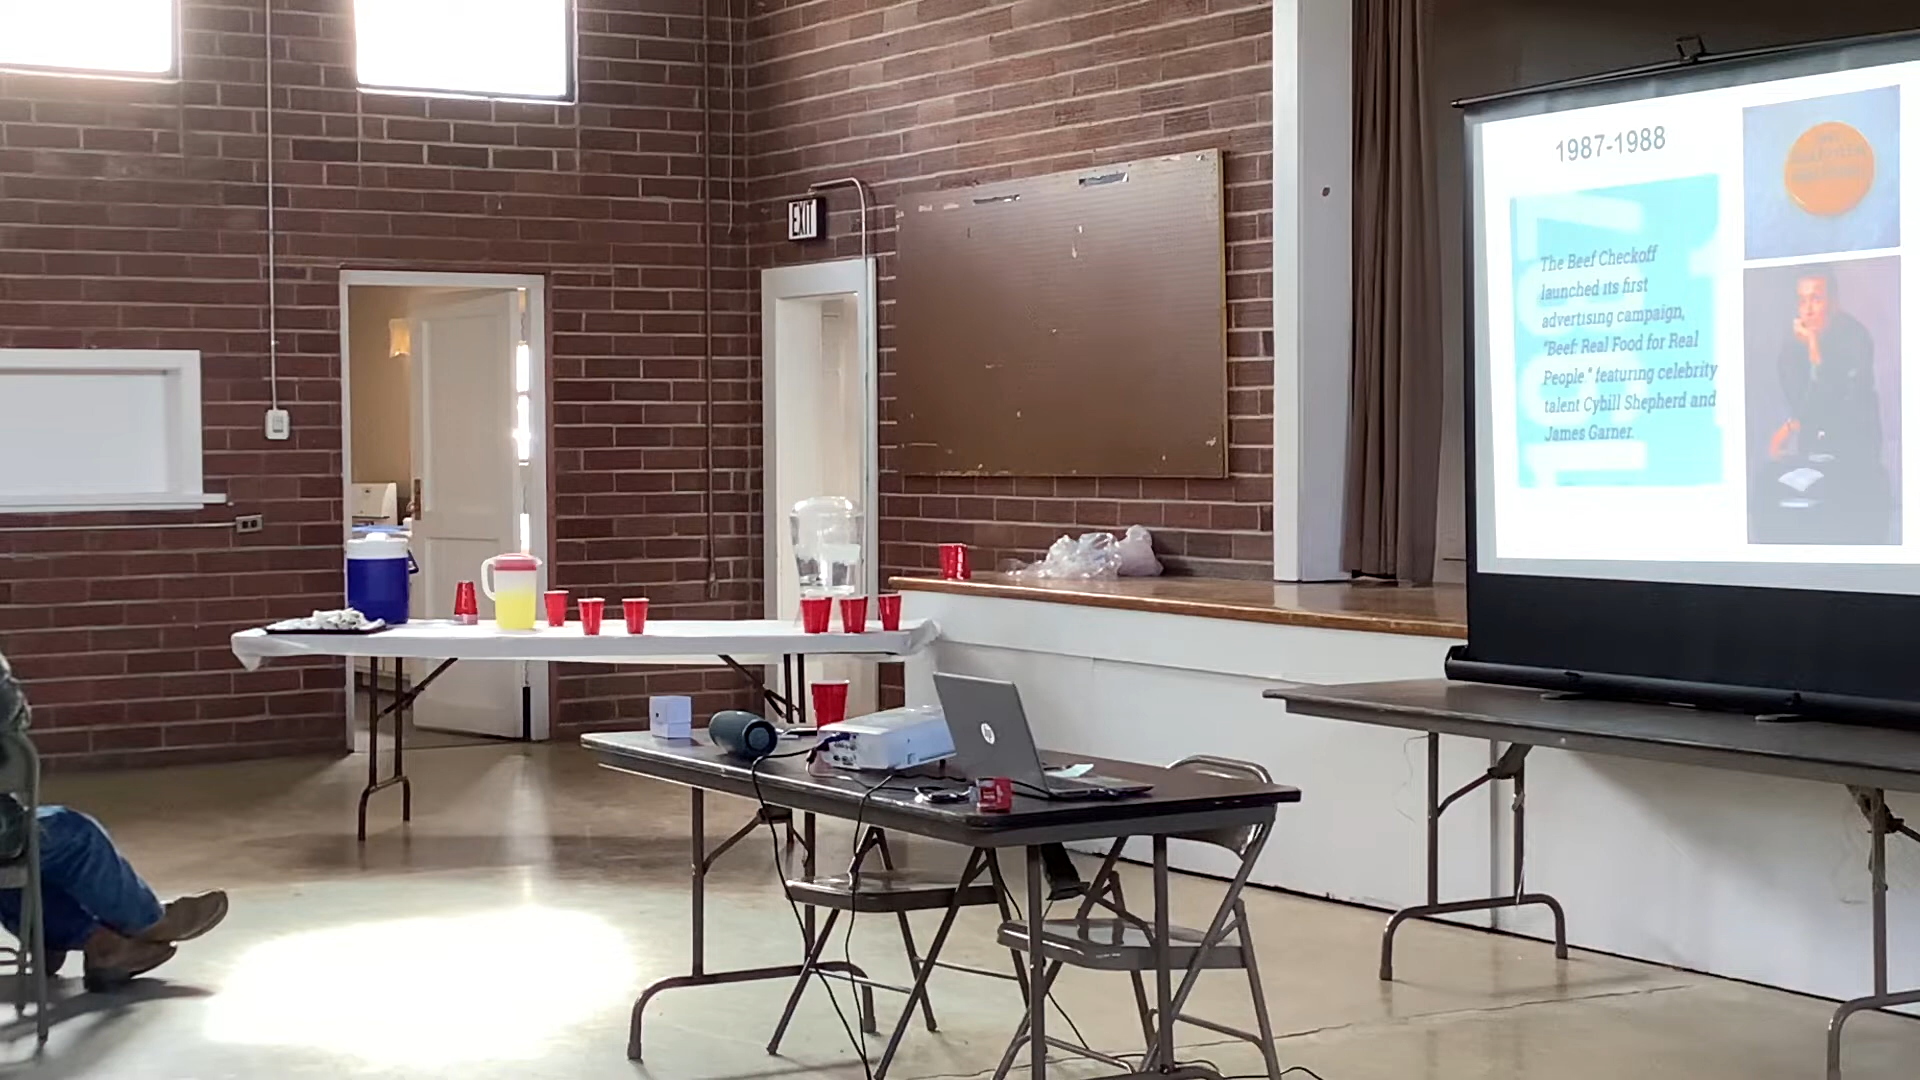 EXIT
1987-1988
The Beef Checkoff
launched its first
advertising campaign,
"Beef: Real Food for Real
People" featuring celebrity
talent Cybill Shepherd and
James Garner.
hp